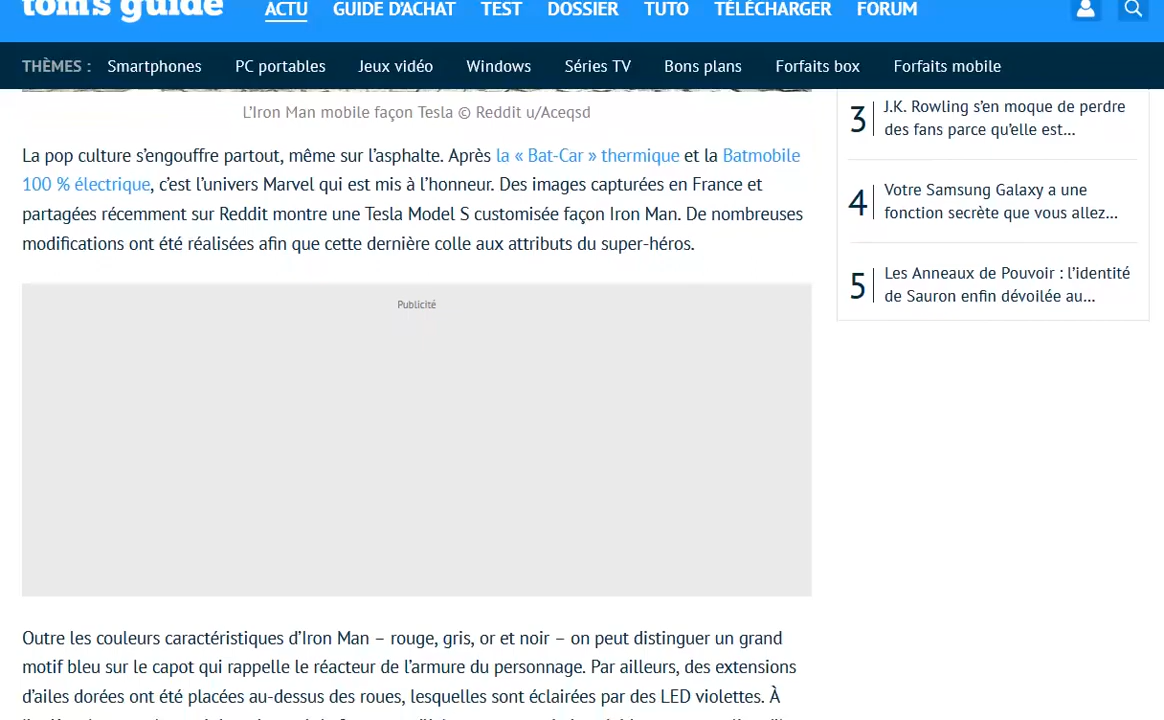 tom's guide
ACTU GUIDE D'ACHAT TEST DOSSIER TUTO TÉLÉCHARGER FORUM
THÈMES : Smartphones PC portables Jeux vidéo Windows Séries TV Bons plans Forfaits box Forfaits mobile
L'Iron Man mobile façon Tesla © Reddit u/Aceqsd
La pop culture s'engouffre partout, même sur l'asphalte. Après la « Bat-Car » thermique et la Batmobile
100 % électrique, c'est l'univers Marvel qui est mis à l'honneur. Des images capturées en France et
partagées récemment sur Reddit montre une Tesla Model S customisée façon Iron Man. De nombreuses
modifications ont été réalisées afin que cette dernière colle aux attributs du super-héros.
Publicité
Outre les couleurs caractéristiques d'Iron Man – rouge, gris, or et noir – on peut distinguer un grand
motif bleu sur le capot qui rappelle le réacteur de l'armure du personnage. Par ailleurs, des extensions
d'ailes dorées ont été placées au-dessus des roues, lesquelles sont éclairées par des LED violettes. À
3
J.K. Rowling s'en moque de perdre
des fans parce qu'elle est...
4
Votre Samsung Galaxy a une
fonction secrète que vous allez...
5
Les Anneaux de Pouvoir : l'identité
de Sauron enfin dévoilée au...